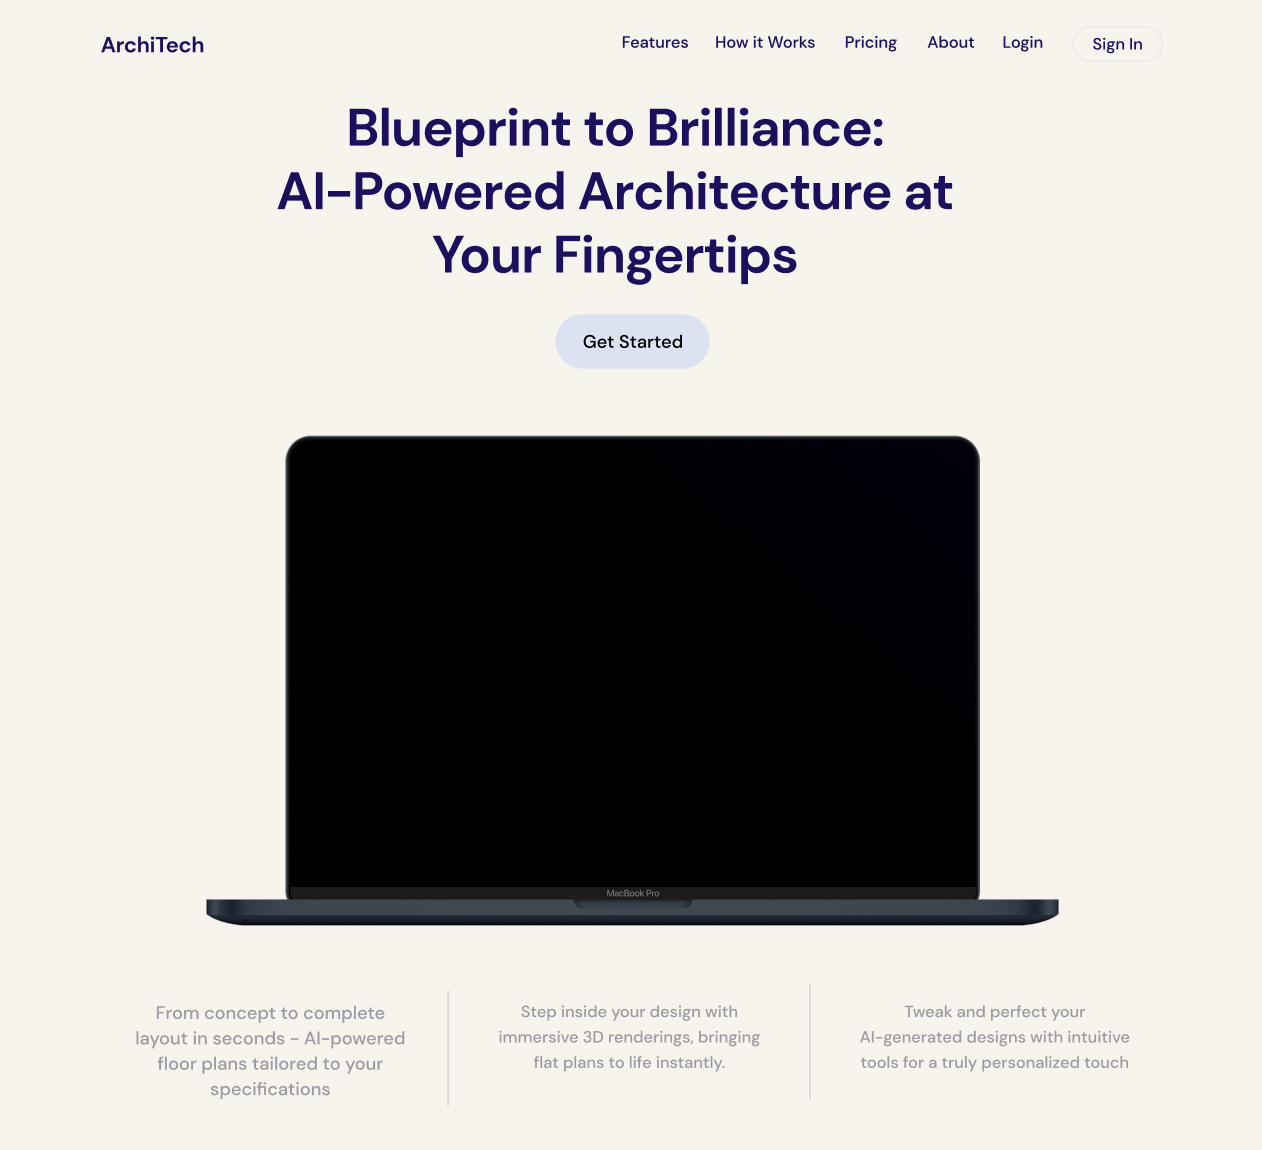 ArchiTech
Features
How it Works
Pricing
About
Login
Sign In
Blueprint to Brilliance:
AI-Powered Architecture at
Your Fingertips
Get Started
MacBook Pro
From concept to complete
layout in seconds - AI-powered
floor plans tailored to your
specifications
Step inside your design with
immersive 3D renderings, bringing
flat plans to life instantly.
Tweak and perfect your
AI-generated designs with intuitive
tools for a truly personalized touch